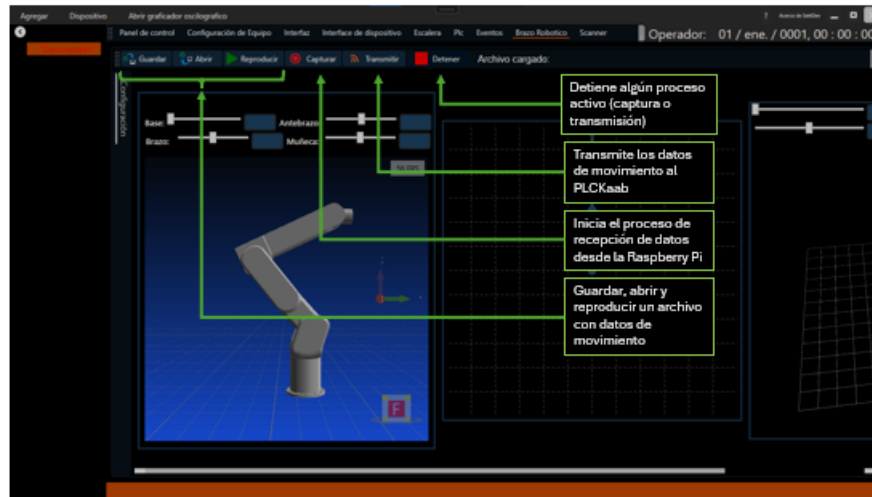 Agregar Dispositivo Abrir graficador oscilografico
Panel de control Configuración de Equipo Interfaz Interface de dispositivo Escalera Plc Eventos Brazo Robotico Scanner
Operador: 01 / ene. / 0001, 00 : 00 : 00
Guardar Abrir Reproducir Capturar Transmitir Detener Archivo cargado:
Configuración
Base: Antebrazo:
Brazo: Muñeca:
FPS
F
Detiene algún proceso
activo (captura o
transmisión)
Transmite los datos
de movimiento al
PLCKaab
Inicia el proceso de
recepción de datos
desde la Raspberry Pi
Guardar, abrir y
reproducir un archivo
con datos de
movimiento